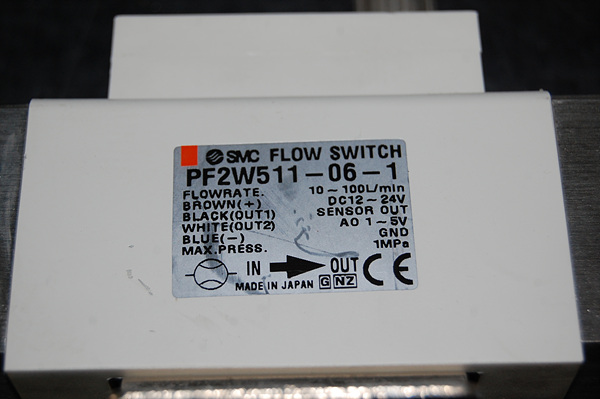 SMC FLOW SWITCH
PF2W511-06-1
FLOWRATE. 10~100L/min
BROWN(+) DC12~24V
BLACK(OUT1) SENSOR OUT
WHITE(OUT2) AO 1~5V
BLUE(-) GND
MAX.PRESS. 1MPa
IN OUT CE
MADE IN JAPAN G NZ